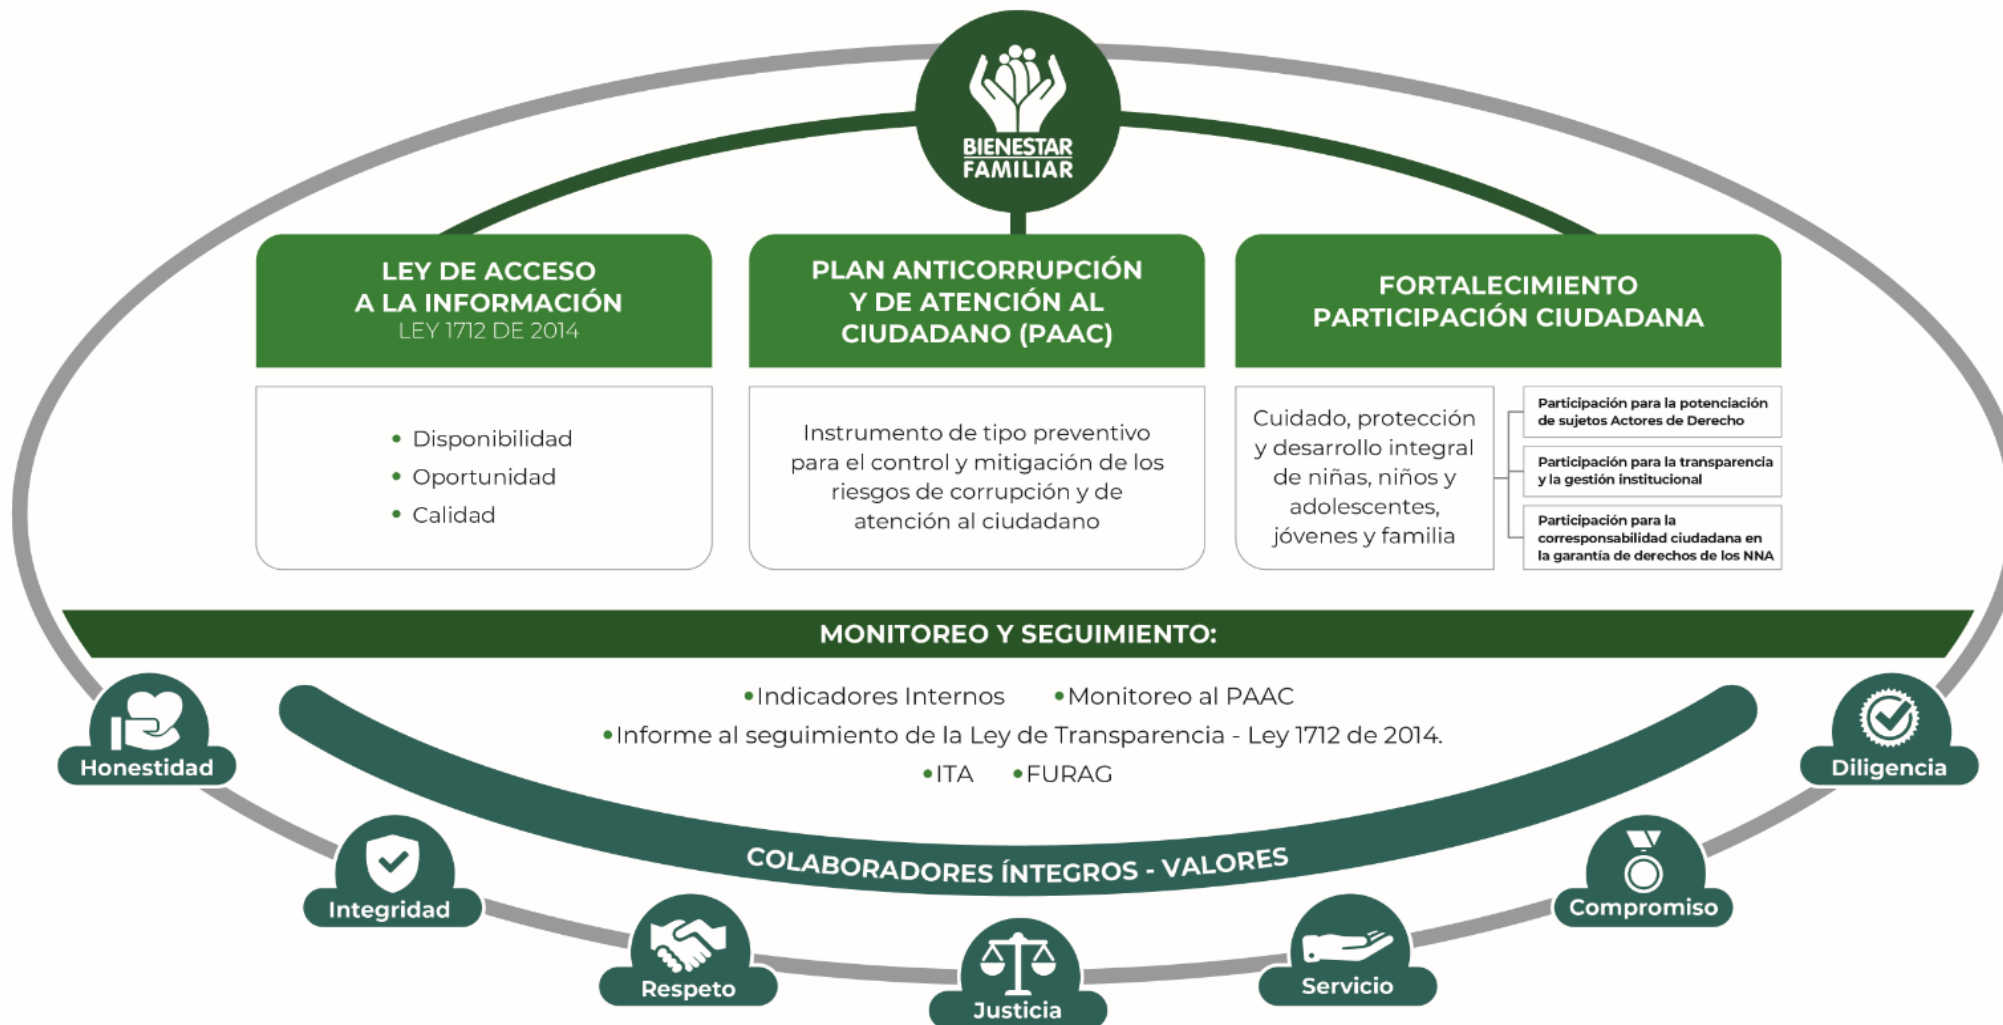 BIENESTAR
FAMILIAR
LEY DE ACCESO
A LA INFORMACIÓN
LEY 1712 DE 2014
• Disponibilidad
• Oportunidad
• Calidad
PLAN ANTICORRUPCIÓN
Y DE ATENCIÓN AL
CIUDADANO (PAAC)
Instrumento de tipo preventivo
para el control y mitigación de los
riesgos de corrupción y de
atención al ciudadano
FORTALECIMIENTO
PARTICIPACIÓN CIUDADANA
Cuidado, protección
y desarrollo integral
de niñas, niños y
adolescentes,
jóvenes y familia
Participación para la potenciación
de sujetos Actores de Derecho
Participación para la transparencia
y la gestión institucional
Participación para la
corresponsabilidad ciudadana en
la garantía de derechos de los NNA
MONITOREO Y SEGUIMIENTO:
•Indicadores Internos •Monitoreo al PAAC
•Informe al seguimiento de la Ley de Transparencia - Ley 1712 de 2014.
•ITA •FURAG
COLABORADORES ÍNTEGROS - VALORES
Honestidad
Integridad
Respeto
Justicia
Servicio
Compromiso
Diligencia